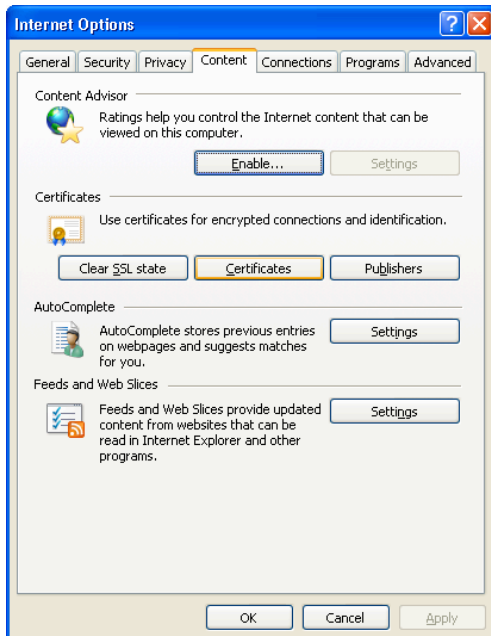 Internet Options
General Security Privacy Content Connections Programs Advanced
Content Advisor
Ratings help you control the Internet content that can be
viewed on this computer.
Enable... Settings
Certificates
Use certificates for encrypted connections and identification.
Clear SSL state Certificates Publishers
AutoComplete
AutoComplete stores previous entries
on webpages and suggests matches
for you.
Settings
Feeds and Web Slices
Feeds and Web Slices provide updated
content from websites that can be
read in Internet Explorer and other
programs.
Settings
OK Cancel Apply